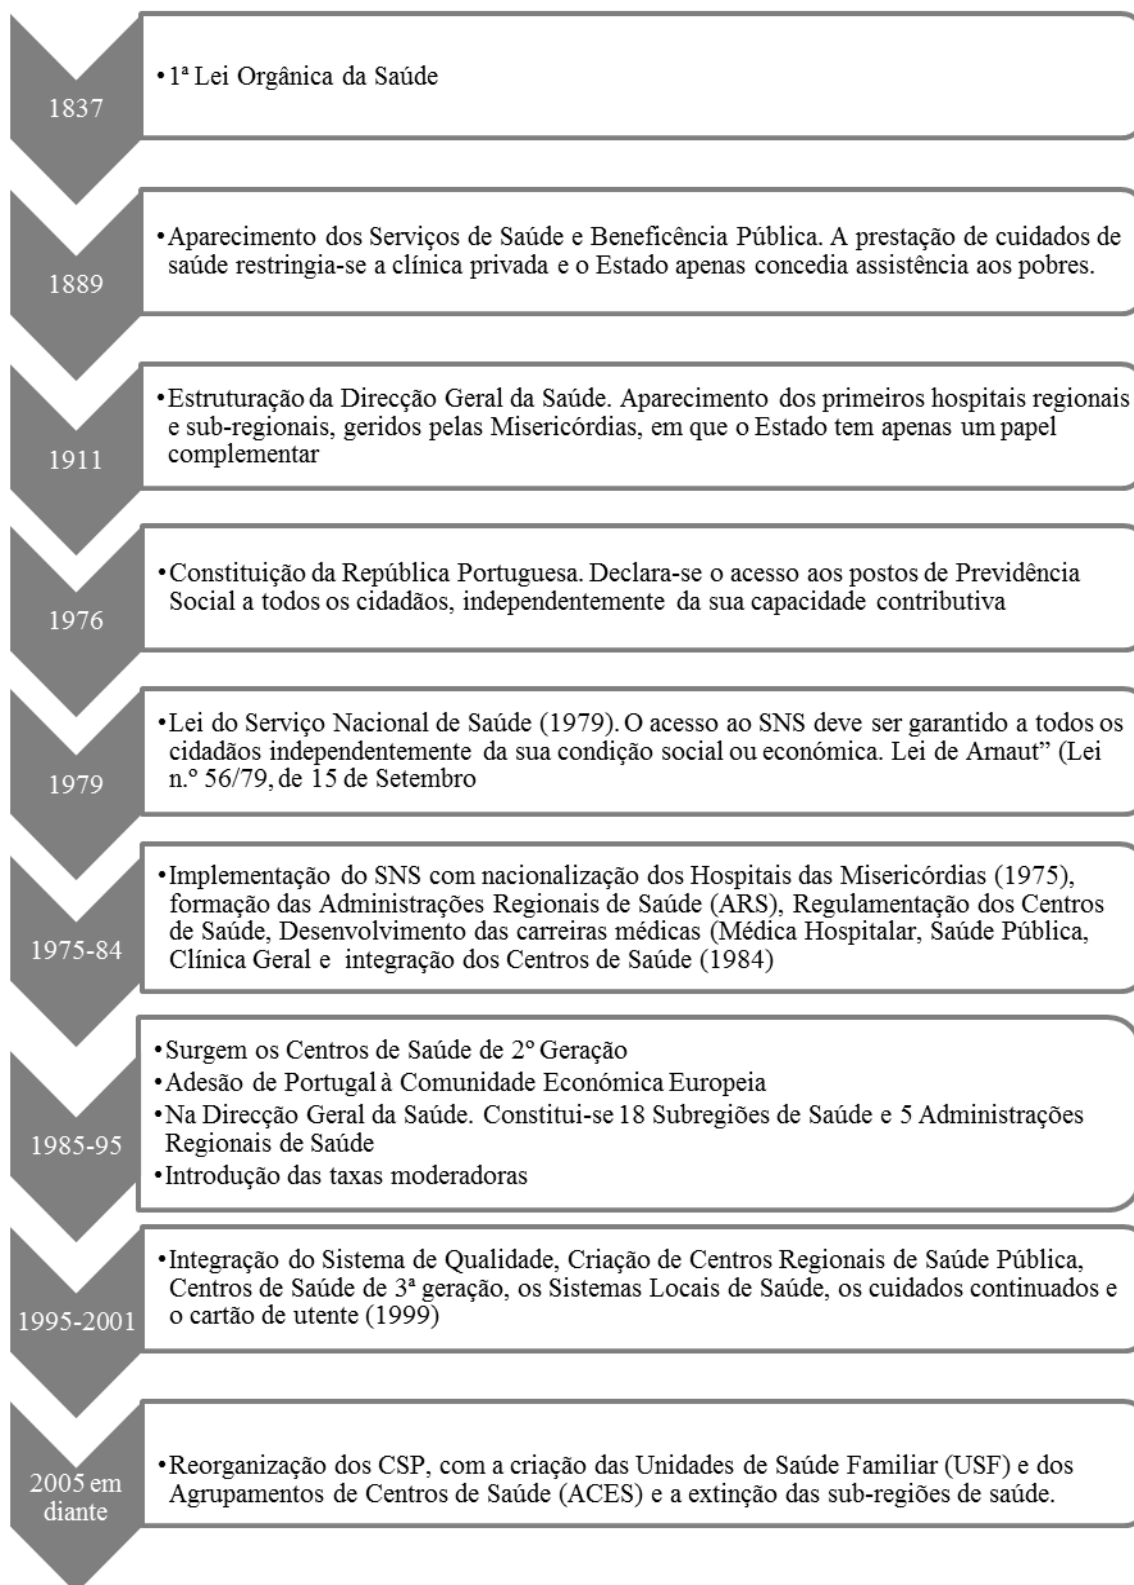 1837
•1ª Lei Orgânica da Saúde
1889
•Aparecimento dos Serviços de Saúde e Beneficência Pública. A prestação de cuidados de
saúde restringia-se a clínica privada e o Estado apenas concedia assistência aos pobres.
1911
•Estruturação da Direcção Geral da Saúde. Aparecimento dos primeiros hospitais regionais
e sub-regionais, geridos pelas Misericórdias, em que o Estado tem apenas um papel
complementar
1976
•Constituição da República Portuguesa. Declara-se o acesso aos postos de Previdência
Social a todos os cidadãos, independentemente da sua capacidade contributiva
1979
•Lei do Serviço Nacional de Saúde (1979). O acesso ao SNS deve ser garantido a todos os
cidadãos independentemente da sua condição social ou económica. Lei de Arnaut” (Lei
n.º 56/79, de 15 de Setembro
1975-84
•Implementação do SNS com nacionalização dos Hospitais das Misericórdias (1975),
formação das Administrações Regionais de Saúde (ARS), Regulamentação dos Centros
de Saúde, Desenvolvimento das carreiras médicas (Médica Hospitalar, Saúde Pública,
Clínica Geral e integração dos Centros de Saúde (1984)
1985-95
•Surgem os Centros de Saúde de 2º Geração
•Adesão de Portugal à Comunidade Económica Europeia
•Na Direcção Geral da Saúde. Constitui-se 18 Subregiões de Saúde e 5 Administrações
Regionais de Saúde
•Introdução das taxas moderadoras
1995-2001
•Integração do Sistema de Qualidade, Criação de Centros Regionais de Saúde Pública,
Centros de Saúde de 3ª geração, os Sistemas Locais de Saúde, os cuidados continuados e
o cartão de utente (1999)
2005 em
diante
•Reorganização dos CSP, com a criação das Unidades de Saúde Familiar (USF) e dos
Agrupamentos de Centros de Saúde (ACES) e a extinção das sub-regiões de saúde.